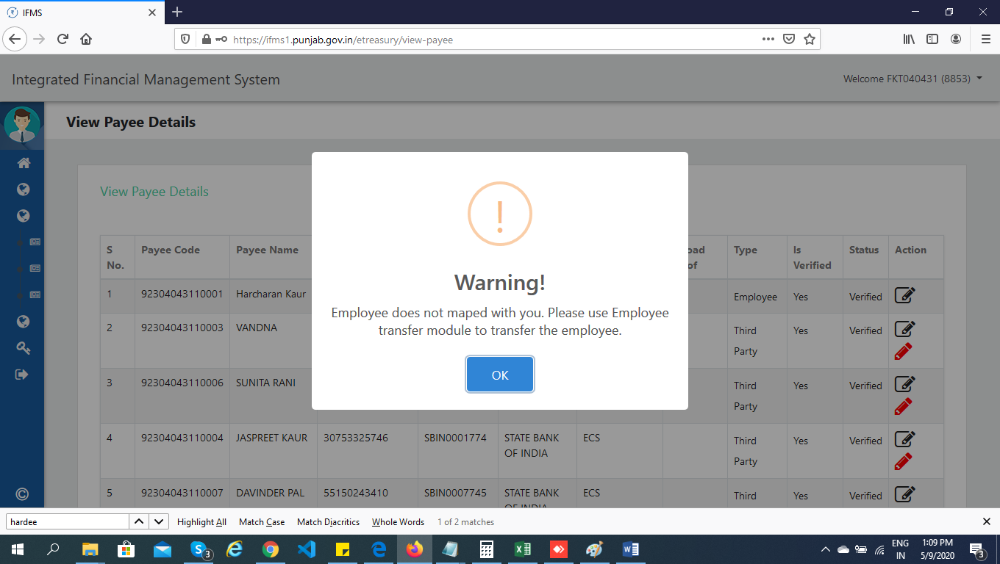 IFMS
https://ifms1.punjab.gov.in/etreasury/view-payee
Integrated Financial Management System
Welcome FKT040431 (8853)
View Payee Details
View Payee Details
S No. Payee Code Payee Name oad of Type Is Verified Status Action
1 92304043110001 Harcharan Kaur Employee Yes Verified
2 92304043110003 VANDNA Third Party Yes Verified
3 92304043110006 SUNITA RANI Third Party Yes Verified
4 92304043110004 JASPREET KAUR 30753325746 SBIN0001774 STATE BANK OF INDIA ECS Third Party Yes Verified
5 92304043110007 DAVINDER PAL 55150243410 SBIN0007745 STATE BANK OF INDIA ECS Third Yes Verified
!
Warning!
Employee does not maped with you. Please use Employee
transfer module to transfer the employee.
OK
hardee Highlight All Match Case Match Diacritics Whole Words 1 of 2 matches
3
ENG
IN
1:09 PM
5/9/2020
3